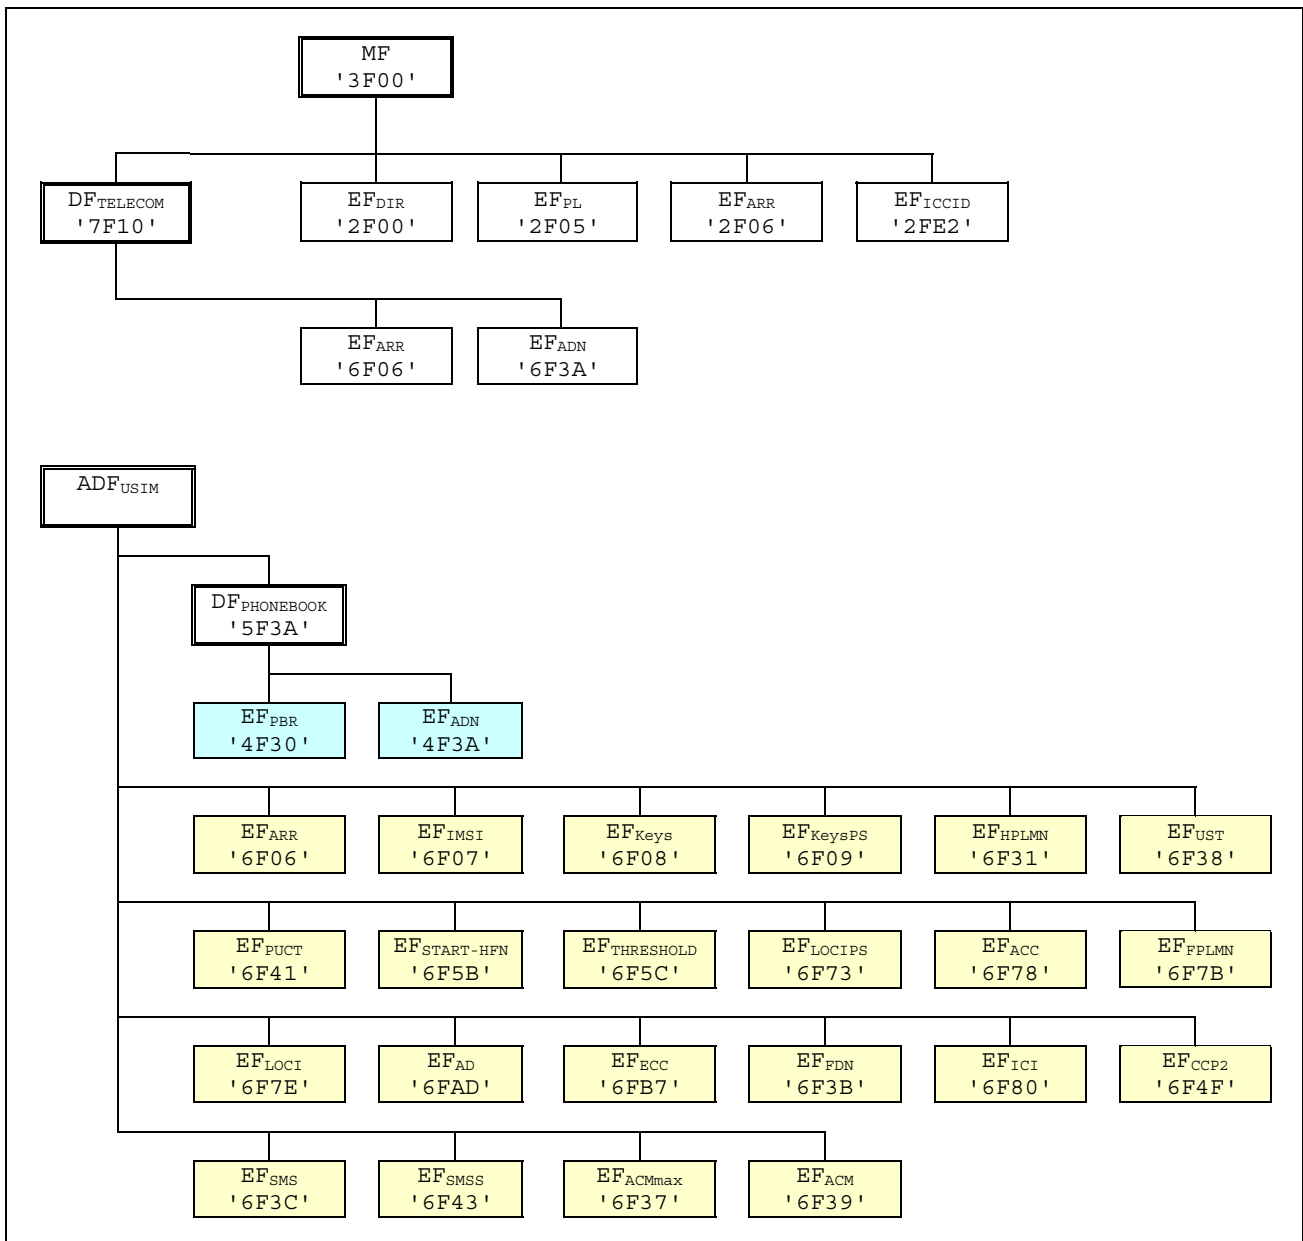 MF
'3F00'
DFTELECOM
'7F10'
EFDIR
'2F00'
EFPL
'2F05'
EFARR
'2F06'
EFICCID
'2FE2'
EFARR
'6F06'
EFADN
'6F3A'
ADFUSIM
DFPHONEBOOK
'5F3A'
EFPBR
'4F30'
EFADN
'4F3A'
EFARR
'6F06'
EFIMSI
'6F07'
EFKeys
'6F08'
EFKeysPS
'6F09'
EFHPLMN
'6F31'
EFUST
'6F38'
EFPUCT
'6F41'
EFSTART-HFN
'6F5B'
EFTHRESHOLD
'6F5C'
EFLOCIPS
'6F73'
EFACC
'6F78'
EFFPLMN
'6F7B'
EFLOCI
'6F7E'
EFAD
'6FAD'
EFECC
'6FB7'
EFFDN
'6F3B'
EFICI
'6F80'
EFCCP2
'6F4F'
EFSMS
'6F3C'
EFSMSS
'6F43'
EFACMmax
'6F37'
EFACM
'6F39'